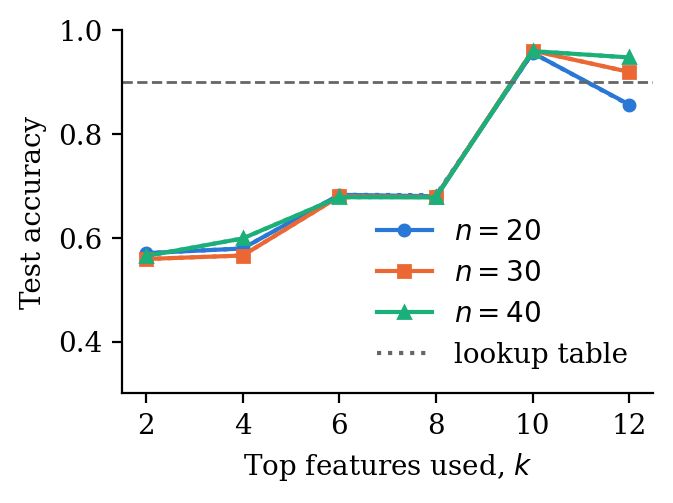 1.0
0.8
0.6
0.4
Test accuracy
n = 20
n = 30
n = 40
lookup table
2 4 6 8 10 12
Top features used, k